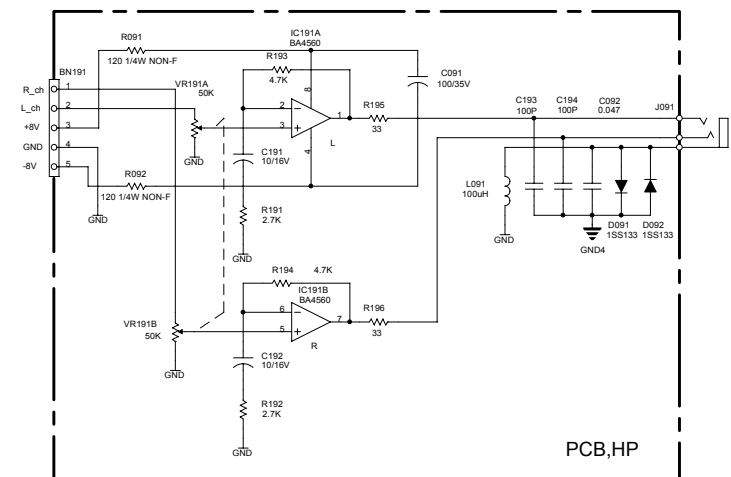 IC191A
BA4560
R091
120 1/4W NON-F
R193
4.7K
C091
100/35V
BN191
VR191A
50K
R_ch 1
L_ch 2
+8V 3
GND 4
-8V 5
8
2
3
1
4
L
R195
33
C193
100P
C194
100P
C092
0.047
J091
GND
C191
10/16V
R092
120 1/4W NON-F
GND
R191
2.7K
GND
L091
100uH
GND
D091
1SS133
D092
1SS133
GND4
R194 4.7K
IC191B
BA4560
6
5
7
R
R196
33
VR191B
50K
GND
C192
10/16V
R192
2.7K
GND
PCB,HP